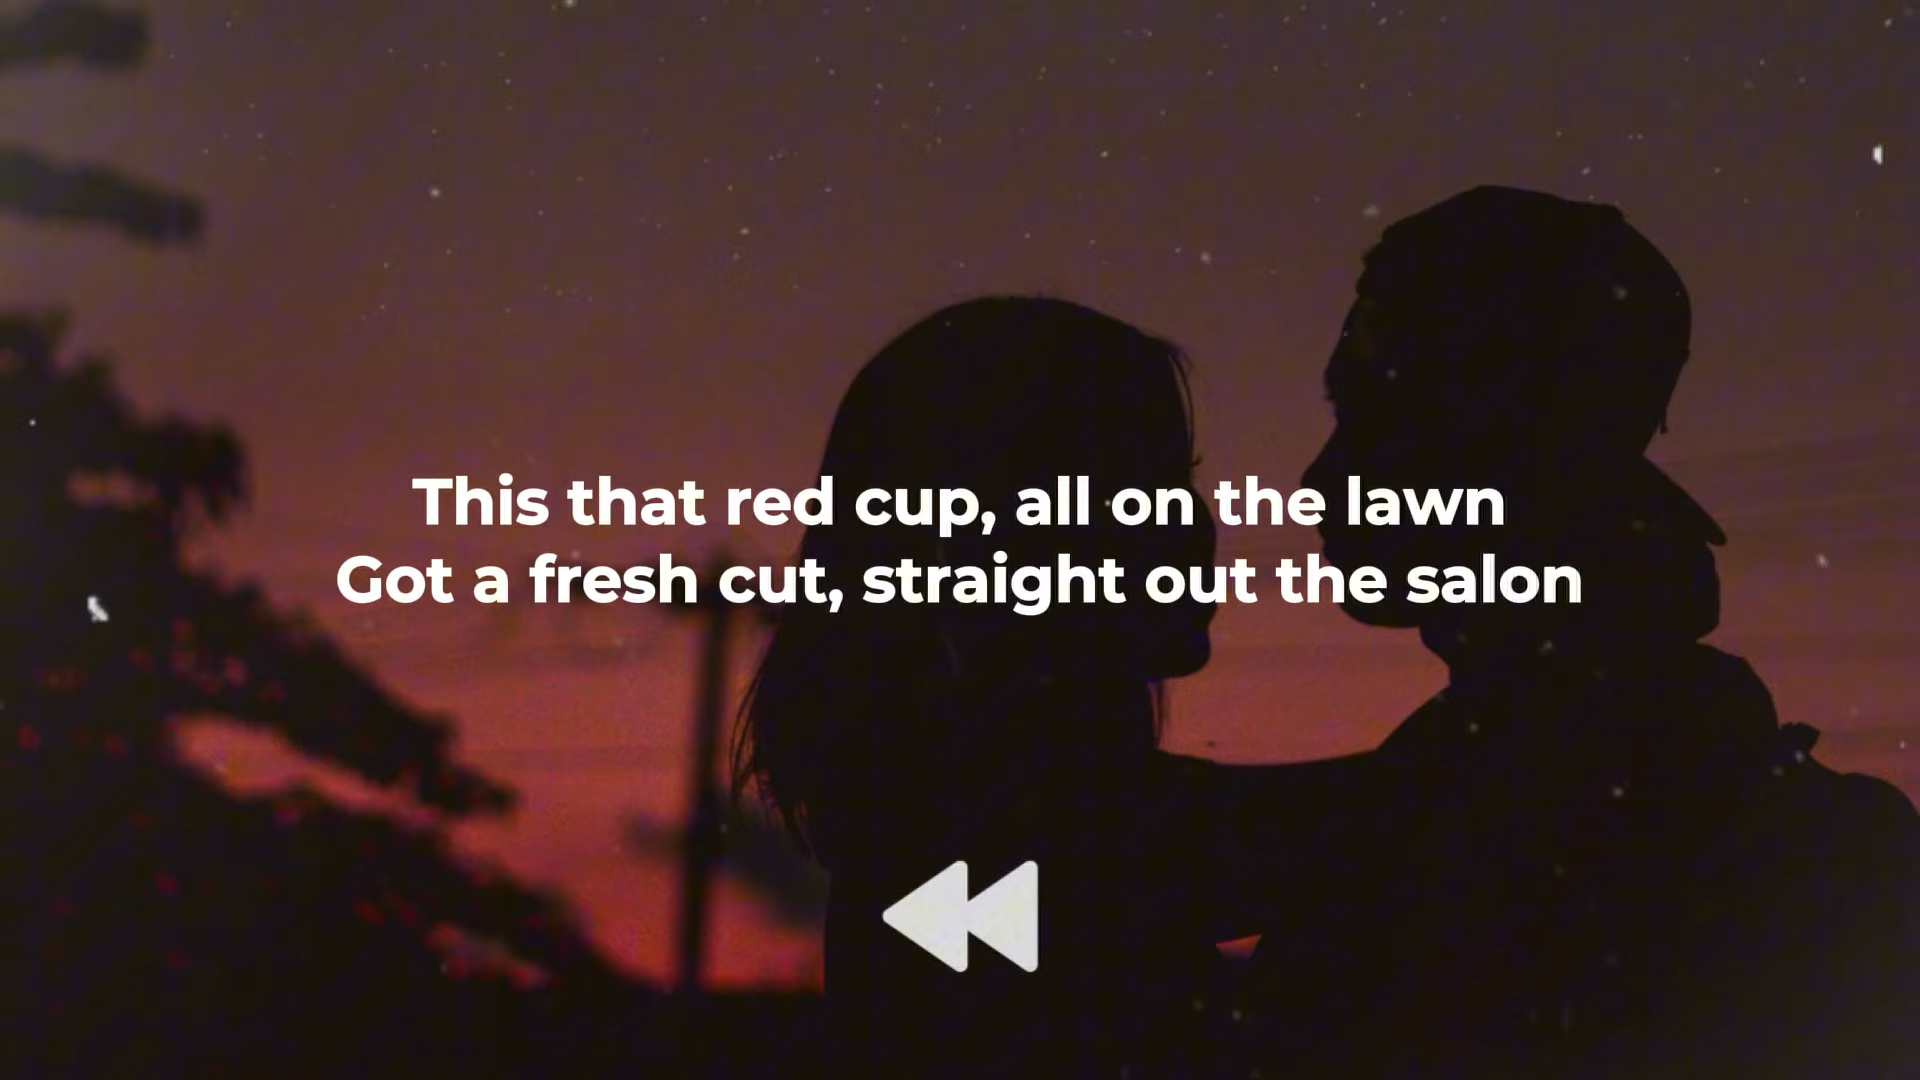 This that red cup, all on the lawn
Got a fresh cut, straight out the salon